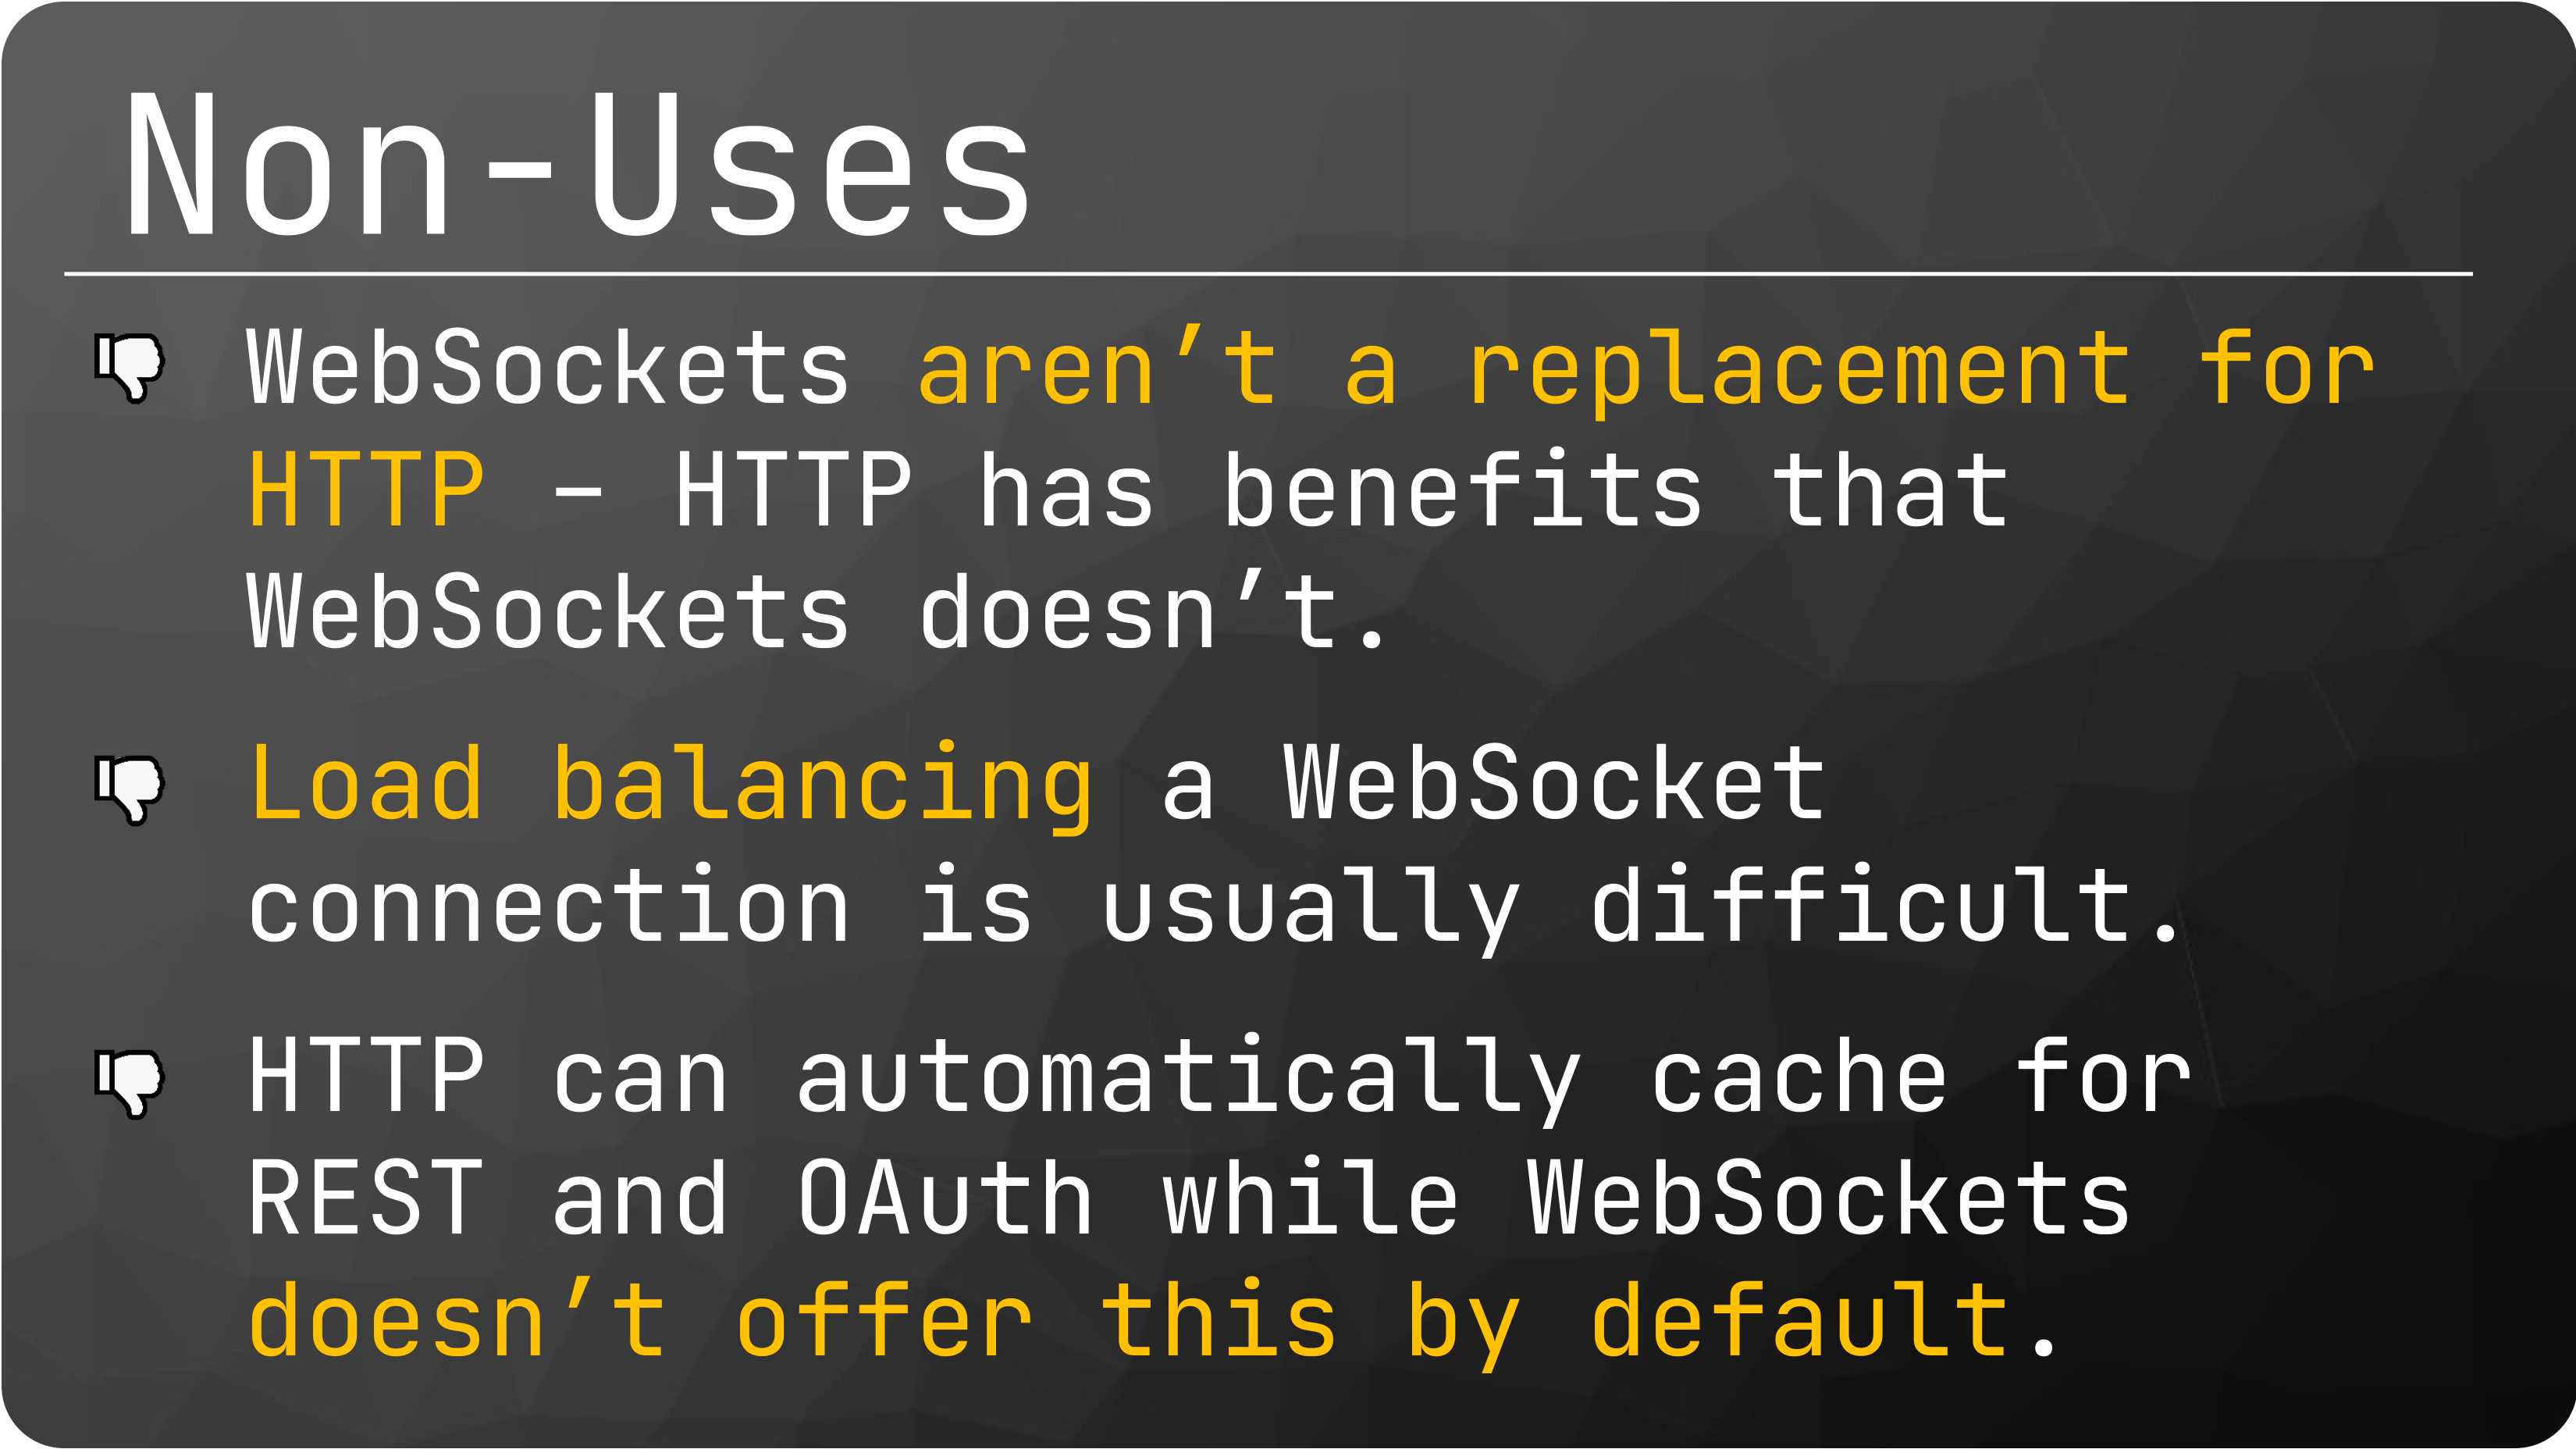 Non-Uses
WebSockets aren’t a replacement for
HTTP – HTTP has benefits that
WebSockets doesn’t.
Load balancing a WebSocket
connection is usually difficult.
HTTP can automatically cache for
REST and OAuth while WebSockets
doesn’t offer this by default.